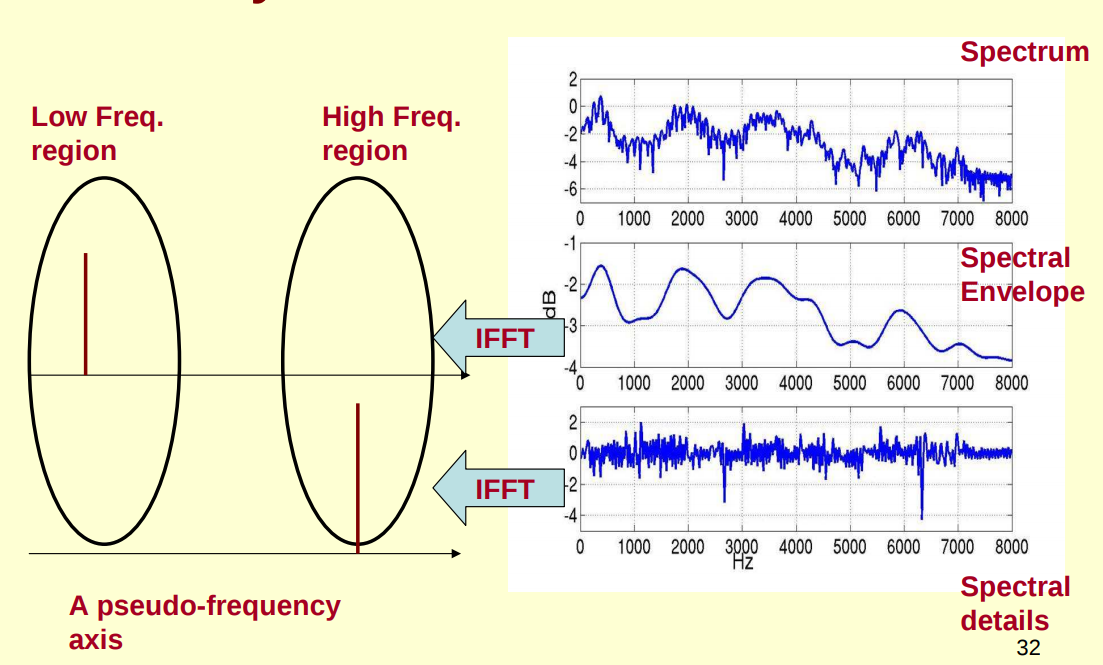 Spectrum
Low Freq.
region
High Freq.
region
2
0
-2
-4
-6
0 1000 2000 3000 4000 5000 6000 7000 8000
-1
-2
-3
-4
dB
Spectral
Envelope
IFFT
0 1000 2000 3000 4000 5000 6000 7000 8000
2
0
-2
-4
IFFT
0 1000 2000 3000 4000 5000 6000 7000 8000
Hz
A pseudo-frequency
axis
Spectral
details
32